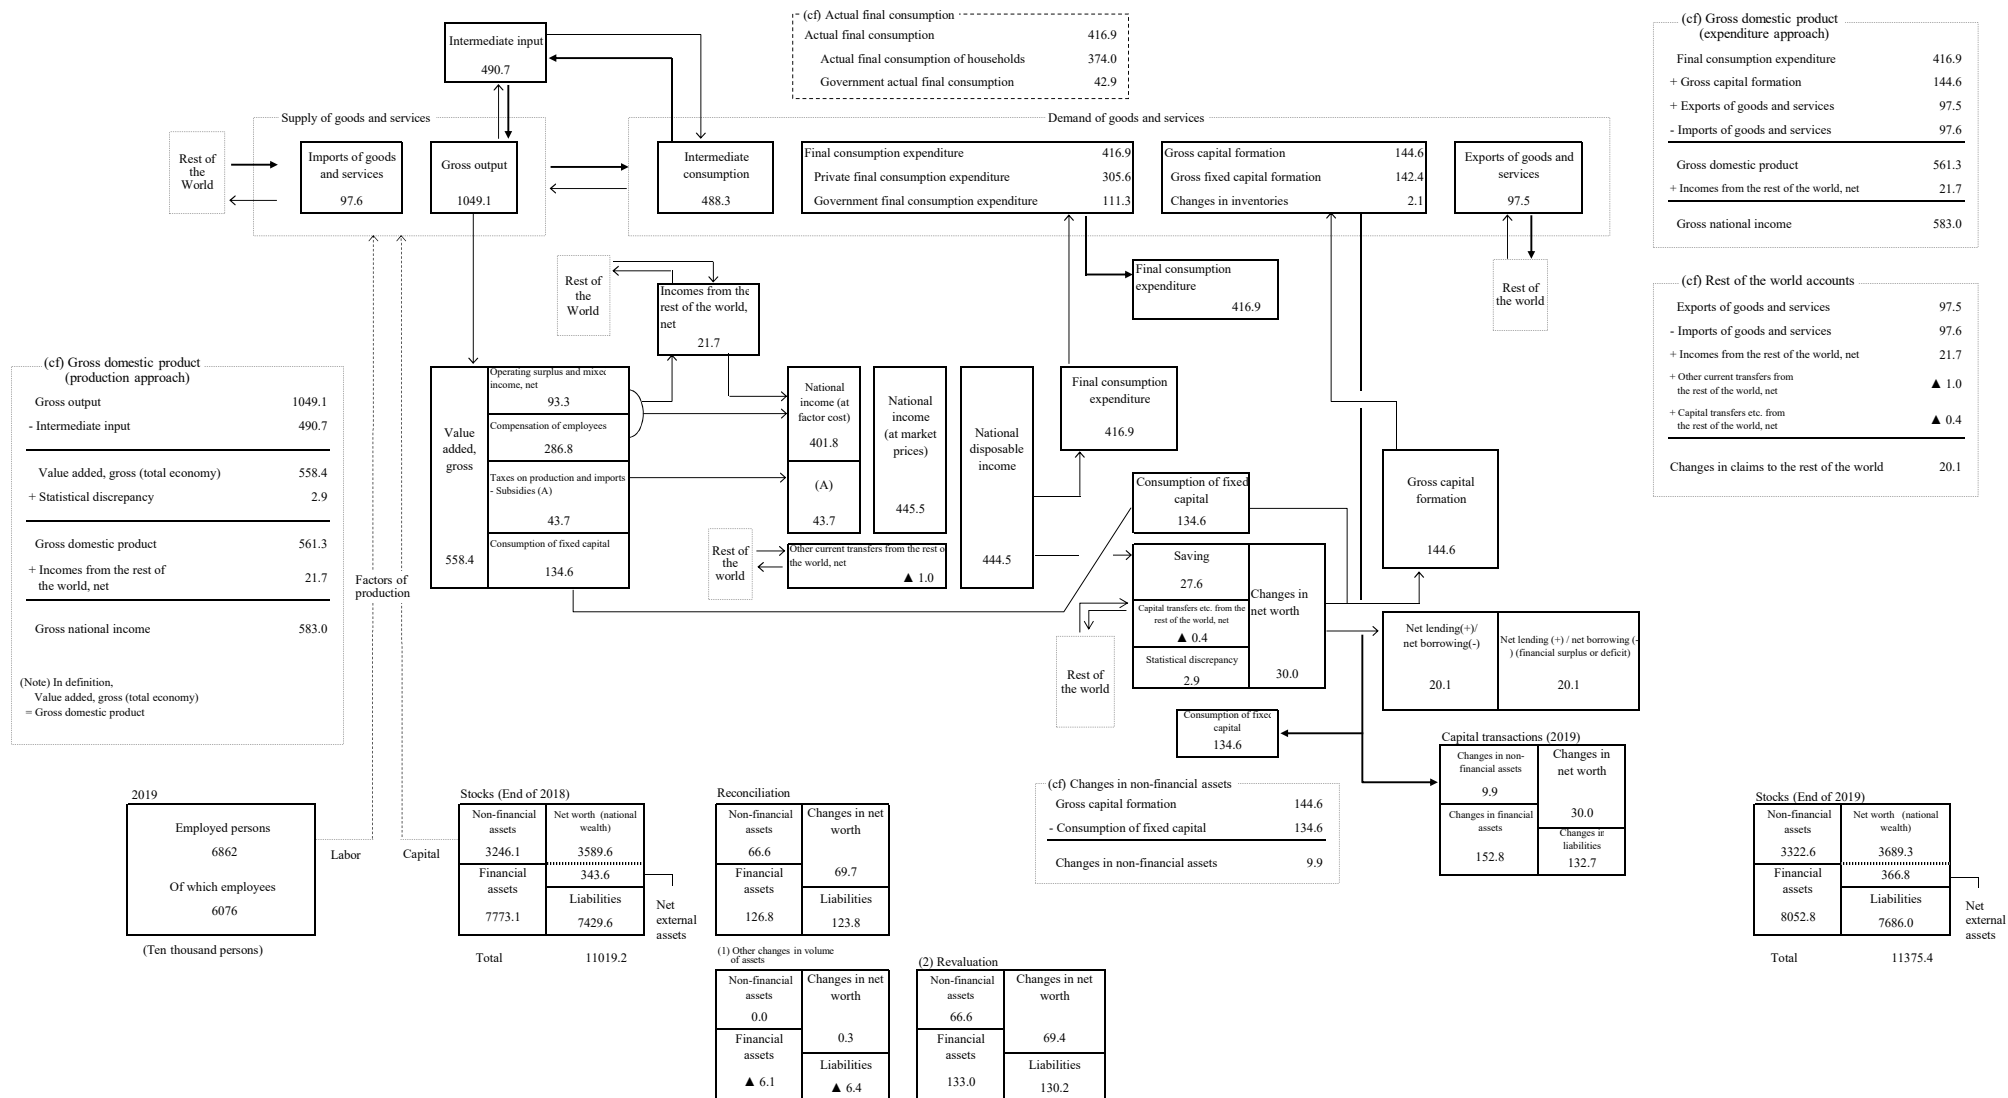 (cf) Actual final consumption
Actual final consumption 416.9
Actual final consumption of households 374.0
Government actual final consumption 42.9
(cf) Gross domestic product
(expenditure approach)
Final consumption expenditure 416.9
+ Gross capital formation 144.6
+ Exports of goods and services 97.5
- Imports of goods and services 97.6
Gross domestic product 561.3
+ Incomes from the rest of the world, net 21.7
Gross national income 583.0
Intermediate input
490.7
Supply of goods and services
Rest of
the
World
Imports of goods
and services
97.6
Gross output
1049.1
Demand of goods and services
Intermediate
consumption
488.3
Final consumption expenditure 416.9
Private final consumption expenditure 305.6
Government final consumption expenditure 111.3
Gross capital formation 144.6
Gross fixed capital formation 142.4
Changes in inventories 2.1
Exports of goods and
services
97.5
Rest of
the
World
Incomes from the
rest of the world,
net
21.7
Final consumption
expenditure
416.9
Rest of
the world
(cf) Rest of the world accounts
Exports of goods and services 97.5
- Imports of goods and services 97.6
+ Incomes from the rest of the world, net 21.7
+ Other current transfers from
the rest of the world, net ▲ 1.0
+ Capital transfers etc. from
the rest of the world, net ▲ 0.4
Changes in claims to the rest of the world 20.1
(cf) Gross domestic product
(production approach)
Gross output 1049.1
- Intermediate input 490.7
Value added, gross (total economy) 558.4
+ Statistical discrepancy 2.9
Gross domestic product 561.3
+ Incomes from the rest of
the world, net 21.7
Gross national income 583.0
(Note) In definition,
Value added, gross (total economy)
= Gross domestic product
Factors of
production
Value
added,
gross
558.4
Operating surplus and mixed
income, net
93.3
Compensation of employees
286.8
Taxes on production and imports
- Subsidies (A)
43.7
Consumption of fixed capital
134.6
National
income (at
factor cost)
401.8
(A)
43.7
National
income
(at market
prices)
445.5
National
disposable
income
444.5
Rest of
the
world
Other current transfers from the rest o
the world, net
▲ 1.0
Final consumption
expenditure
416.9
Consumption of fixed
capital
134.6
Saving
27.6
Capital transfers etc. from the
rest of the world, net
▲ 0.4
Statistical discrepancy
2.9
Changes in
net worth
30.0
Rest of
the world
Gross capital
formation
144.6
Net lending(+)/
net borrowing(-)
20.1
Net lending (+) / net borrowing (-
) (financial surplus or deficit)
20.1
Consumption of fixed
capital
134.6
Capital transactions (2019)
Changes in non-
financial assets
9.9
Changes in
net worth
30.0
Changes in financial
assets
152.8
Changes in
liabilities
132.7
(cf) Changes in non-financial assets
Gross capital formation 144.6
- Consumption of fixed capital 134.6
Changes in non-financial assets 9.9
2019
Employed persons
6862
Of which employees
6076
(Ten thousand persons)
Labor
Capital
Stocks (End of 2018)
Non-financial
assets
3246.1
Net worth (national
wealth)
3589.6
343.6
Financial
assets
7773.1
Liabilities
7429.6
Net
external
assets
Total 11019.2
Reconciliation
Non-financial
assets
66.6
Changes in net
worth
69.7
Financial
assets
126.8
Liabilities
123.8
(1) Other changes in volume
of assets
Non-financial
assets
0.0
Changes in net
worth
0.3
Financial
assets
▲ 6.1
Liabilities
▲ 6.4
(2) Revaluation
Non-financial
assets
66.6
Changes in net
worth
69.4
Financial
assets
133.0
Liabilities
130.2
Stocks (End of 2019)
Non-financial
assets
3322.6
Net worth (national
wealth)
3689.3
366.8
Financial
assets
8052.8
Liabilities
7686.0
Net
external
assets
Total 11375.4